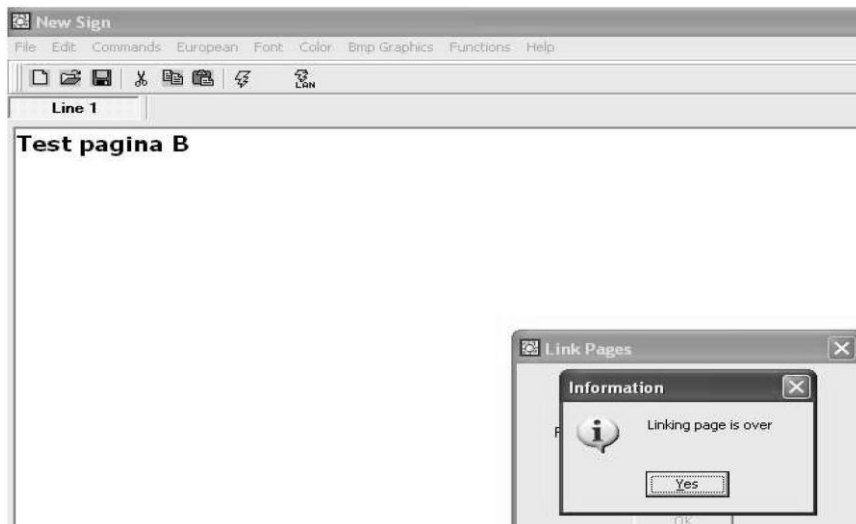 New Sign
File Edit Commands European Font Color Bmp Graphics Functions Help
LAN
Line 1
Test pagina B
Link Pages
Information
Linking page is over
Yes
OK